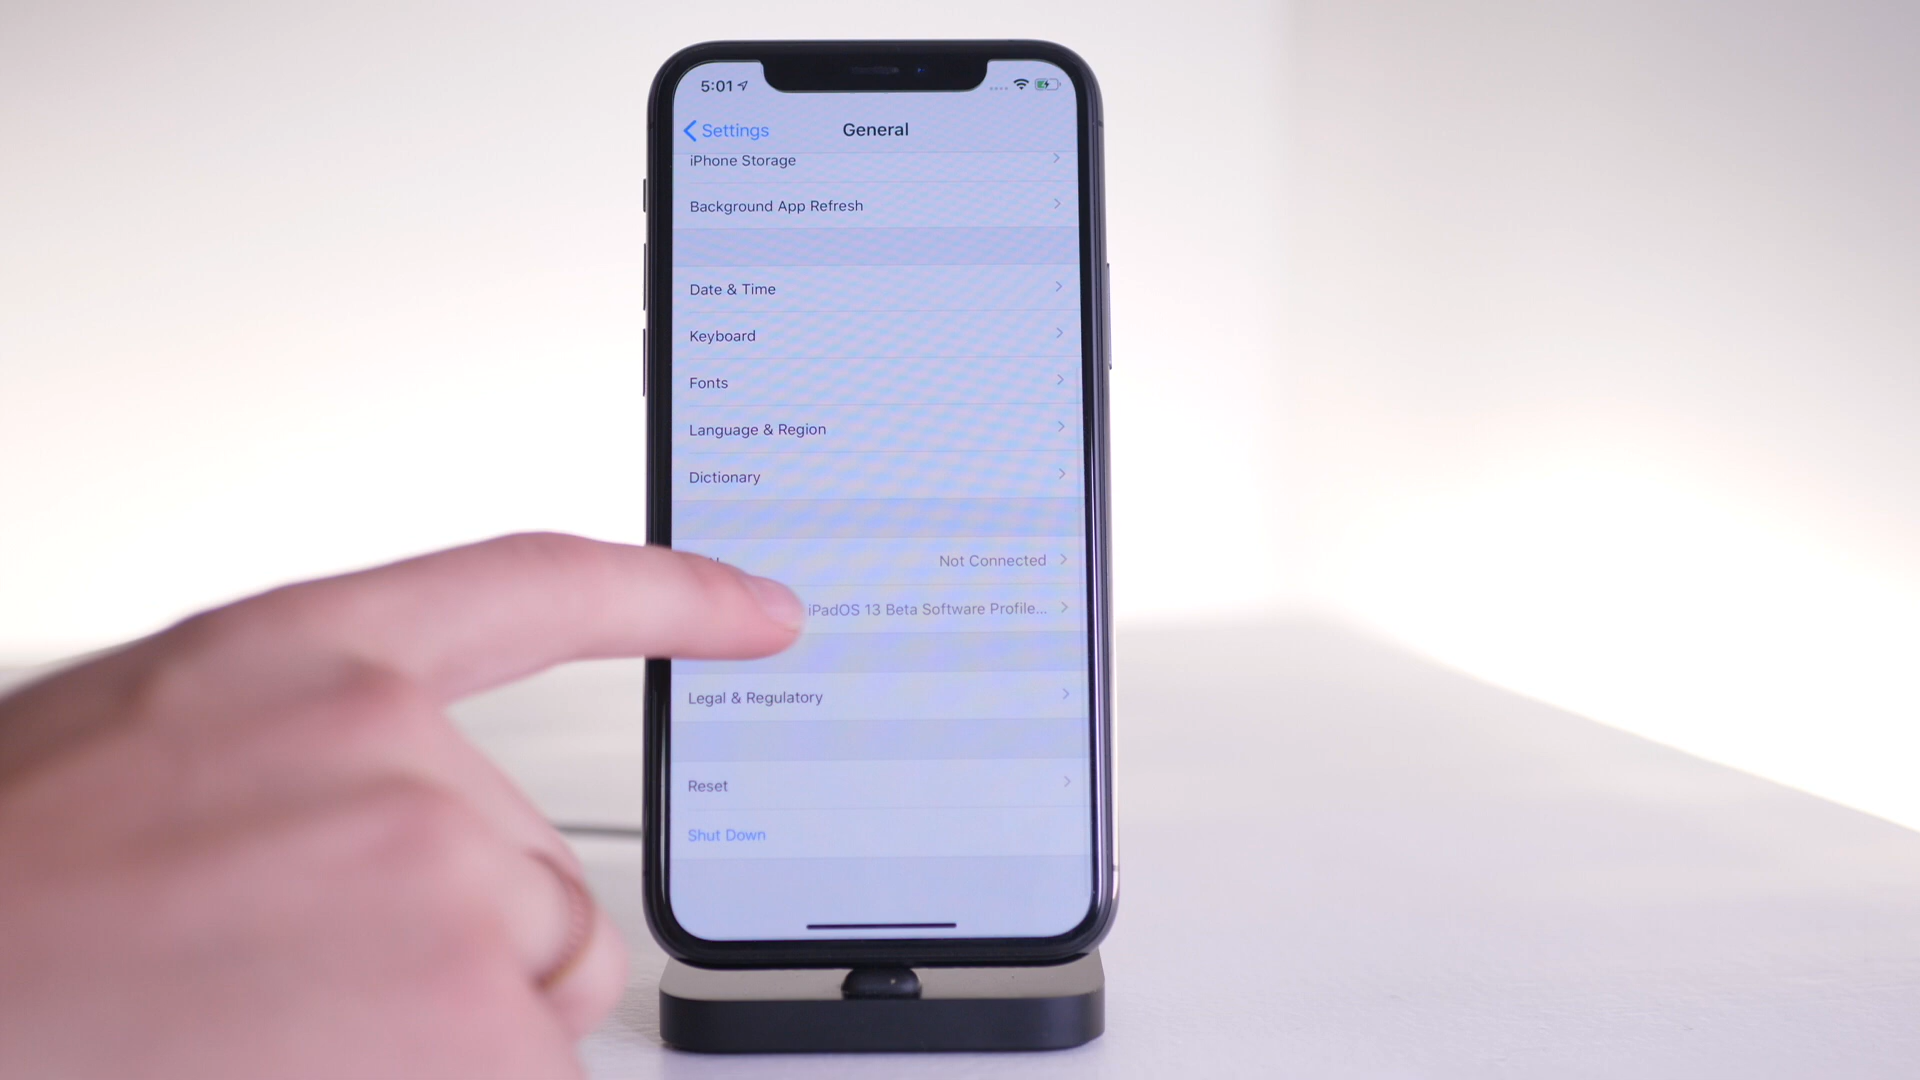 5:01
Settings
General
iPhone Storage
Background App Refresh
Date & Time
Keyboard
Fonts
Language & Region
Dictionary
Not Connected
iPadOS 13 Beta Software Profile...
Legal & Regulatory
Reset
Shut Down